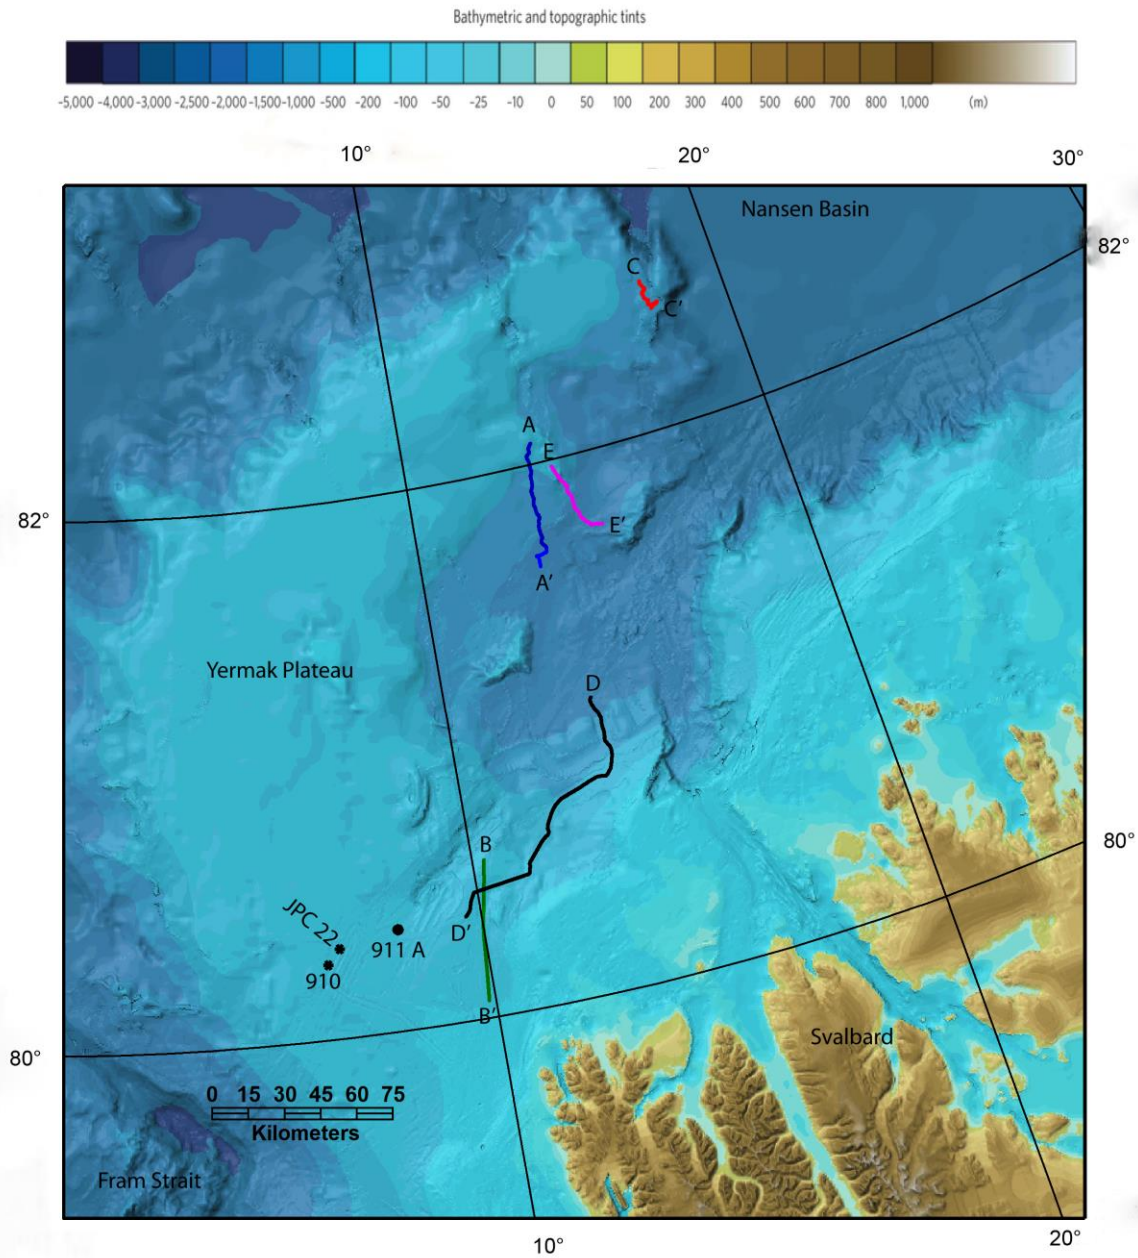 Bathymetric and topographic tints
-5,000 -4,000 -3,000 -2,500 -2,000 -1,500 -1,000 -500 -200 -100 -50 -25 -10 0 50 100 200 300 400 500 600 700 800 1,000 (m)
10° 20° 30°
Nansen Basin
82°
C
C'
A
E
82°
E'
A'
Yermak Plateau
D
80°
B
JPC 22
D'
911 A
910
B'
Svalbard
80°
0 15 30 45 60 75
Kilometers
Fram Strait
10° 20°